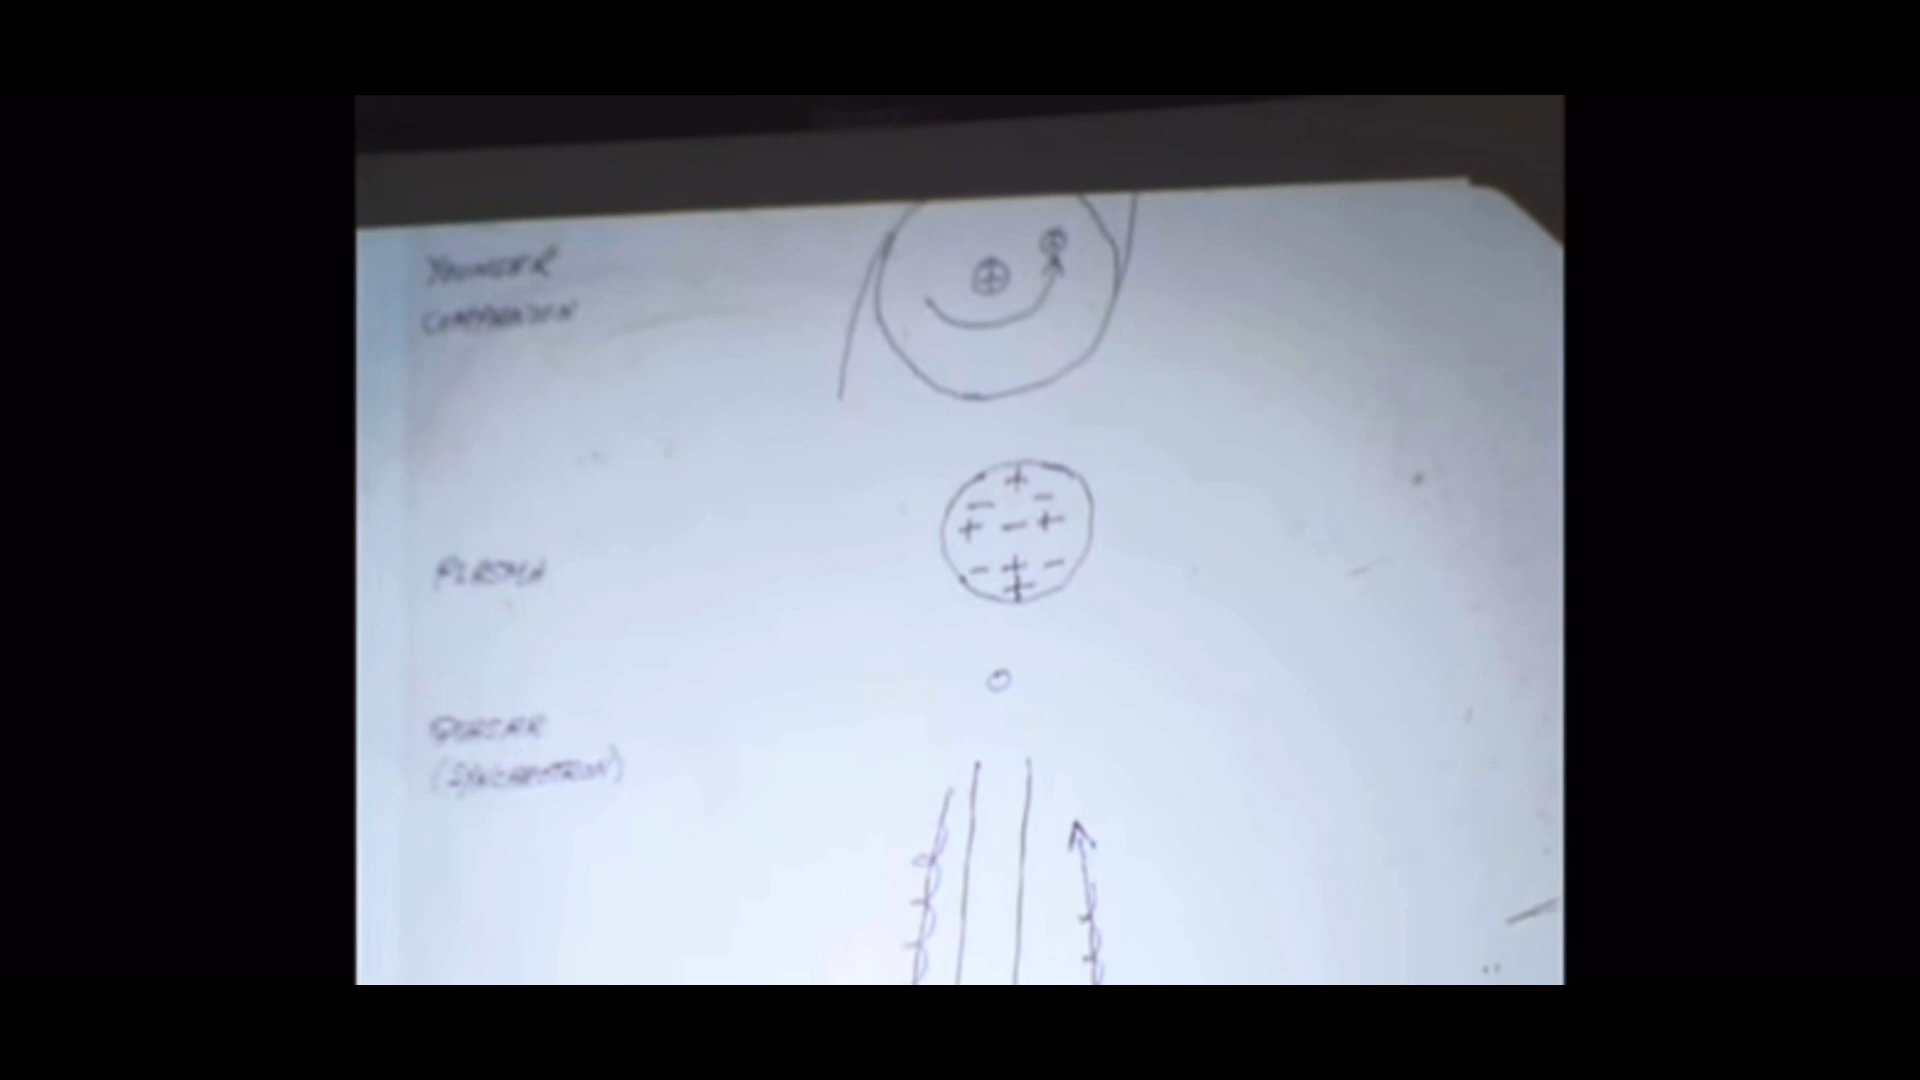 YOUNGER
COMPANION
PLASMA
QUASAR
(SYNCHROTRON)